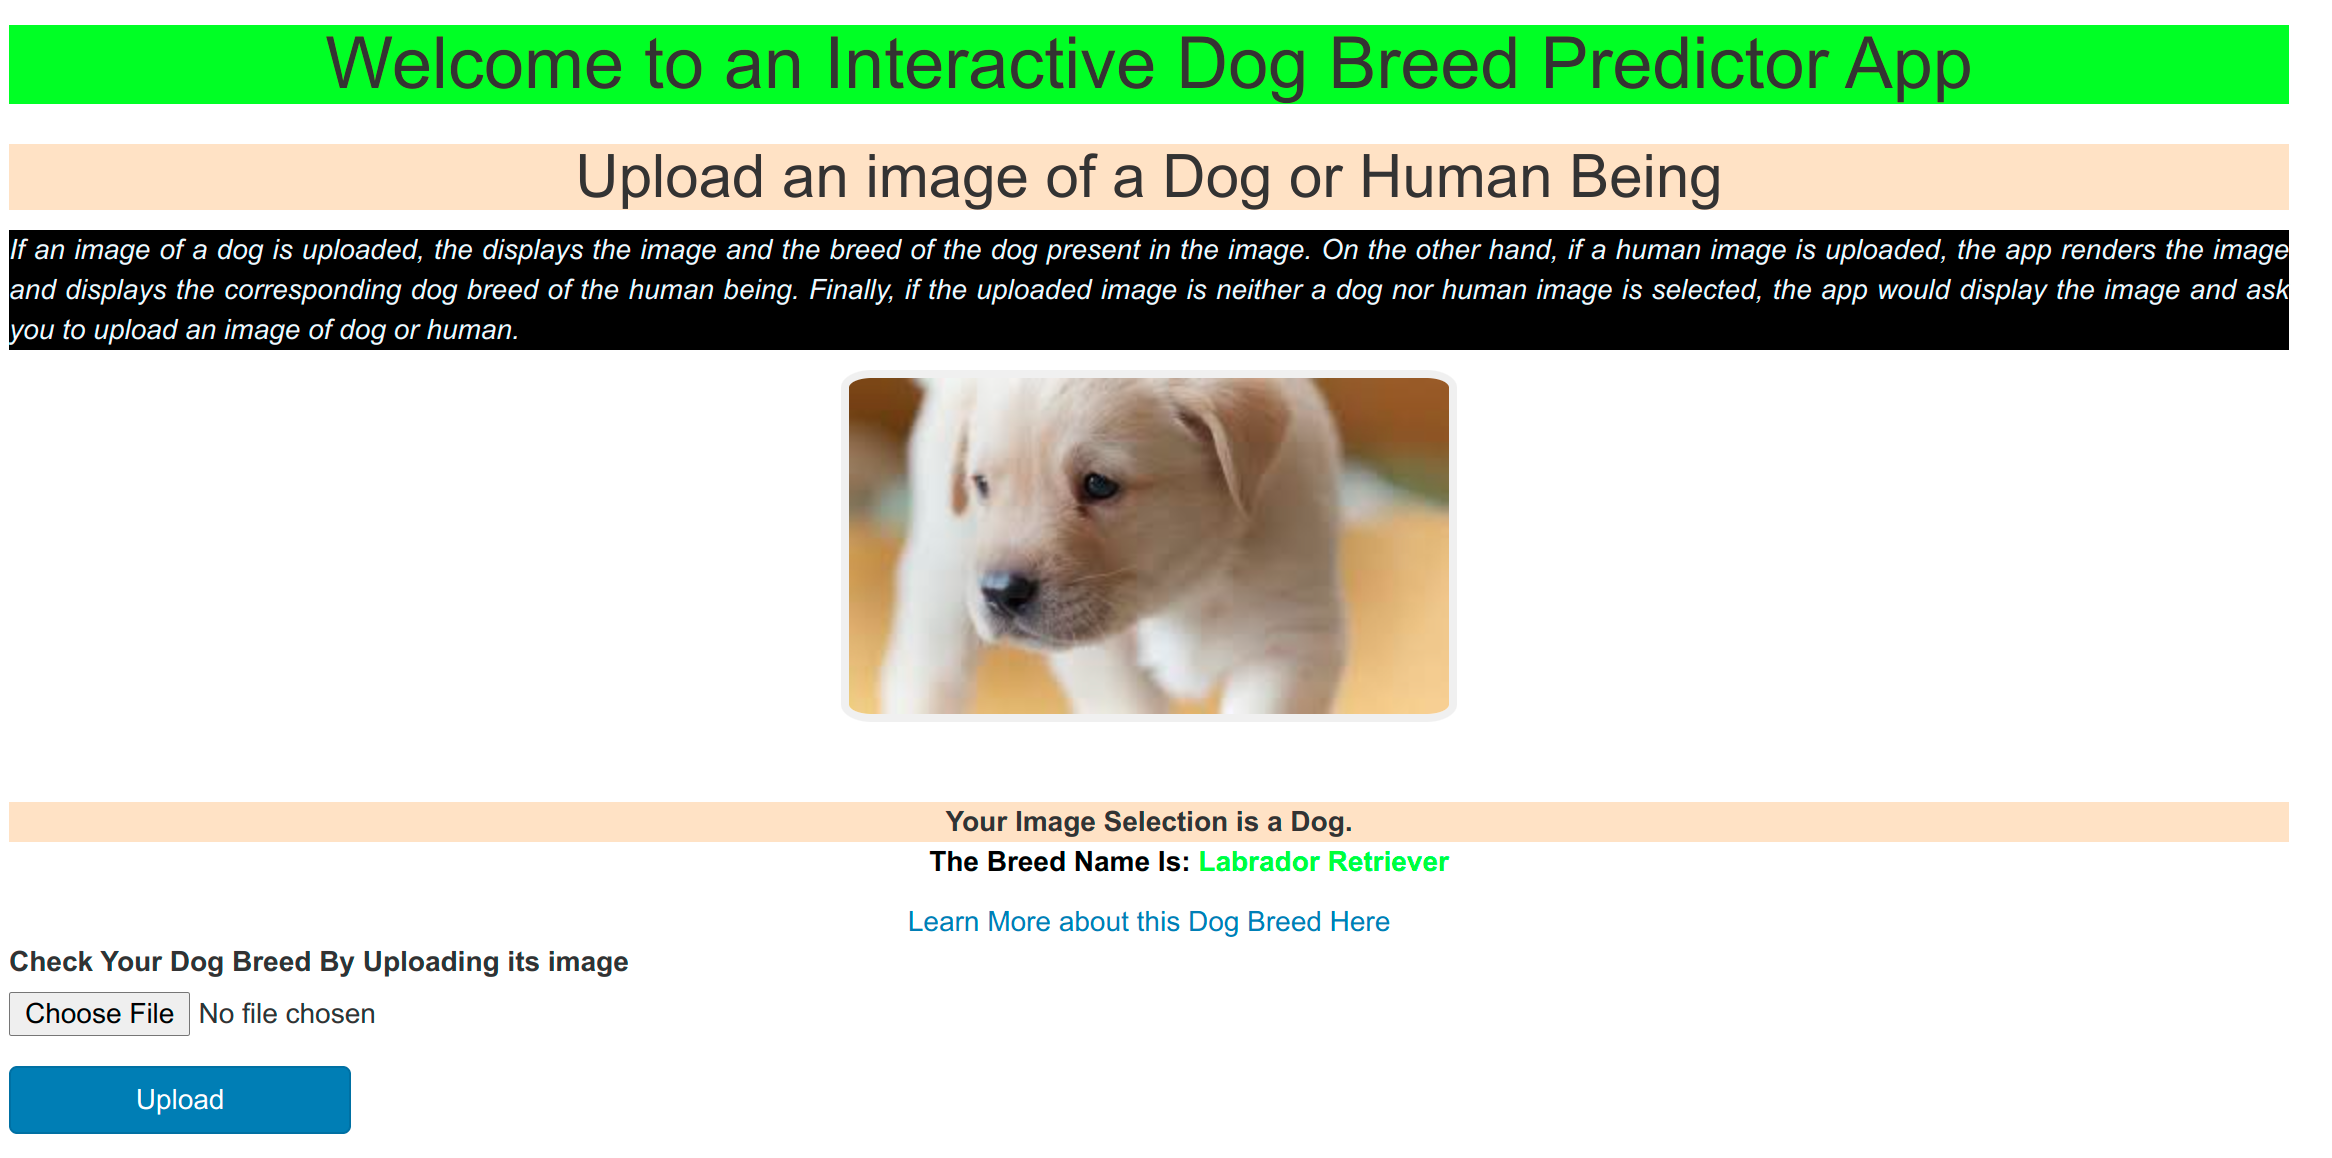 Welcome to an Interactive Dog Breed Predictor App
Upload an image of a Dog or Human Being
If an image of a dog is uploaded, the displays the image and the breed of the dog present in the image. On the other hand, if a human image is uploaded, the app renders the image
and displays the corresponding dog breed of the human being. Finally, if the uploaded image is neither a dog nor human image is selected, the app would display the image and ask
you to upload an image of dog or human.
Your Image Selection is a Dog.
The Breed Name Is: Labrador Retriever
Learn More about this Dog Breed Here
Check Your Dog Breed By Uploading its image
Choose File No file chosen
Upload